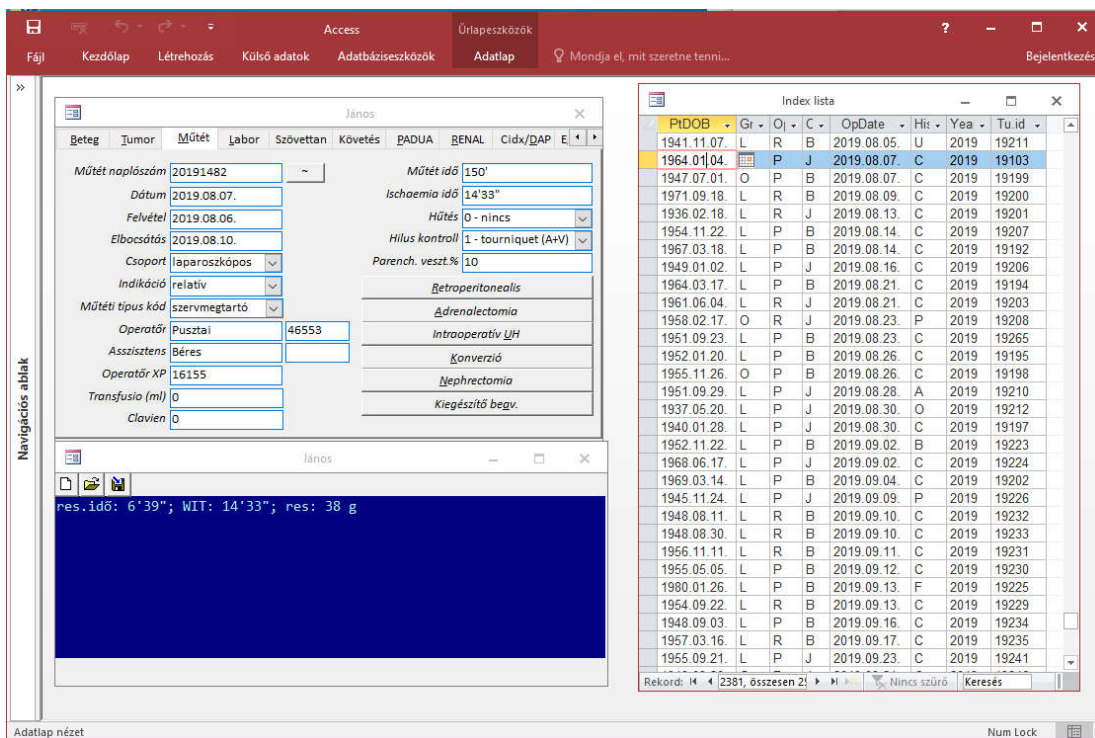 Access Űrlapeszközök ?
Fájl Kezdőlap Létrehozás Külső adatok Adatbáziseszközök Adatlap Mondja el, mit szeretne tenni... Bejelentkezés
»
Navigációs ablak
János
Beteg Tumor Műtét Labor Szövettan Követés PADUA RENAL Cidx/DAP E
Műtét naplószám 20191482 ~
Dátum 2019.08.07.
Felvétel 2019.08.06.
Elbocsátás 2019.08.10.
Csoport laparoszkópos
Indikáció relatív
Műtéti típus kód szervmegtartó
Operatőr Pusztai 46553
Asszisztens Béres
Operatőr XP 16155
Transfusio (ml) 0
Clavien 0
Műtét idő 150'
Ischaemia idő 14'33"
Hűtés 0 - nincs
Hilus kontroll 1 - tourniquet (A+V)
Parench. veszt.% 10
Retroperitonealis
Adrenalectomia
Intraoperatív UH
Konverzió
Nephrectomia
Kiegészítő beav.
János
res.idő: 6'39"; WIT: 14'33"; res: 38 g
Index lista
PtDOB Gr O C OpDate His Yea Tu.id
1941.11.07. L R B 2019.08.05. U 2019 19211
1964.01.04. P J 2019.08.07. C 2019 19103
1947.07.01. O P B 2019.08.07. C 2019 19199
1971.09.18. L R B 2019.08.09. C 2019 19200
1936.02.18. L R J 2019.08.13. C 2019 19201
1954.11.22. L P B 2019.08.14. C 2019 19207
1967.03.18. L P B 2019.08.14. C 2019 19192
1949.01.02. L P J 2019.08.16. C 2019 19206
1964.03.17. L P B 2019.08.21. C 2019 19194
1961.06.04. L R J 2019.08.21. C 2019 19203
1958.02.17. O R J 2019.08.23. P 2019 19208
1951.09.23. L P B 2019.08.23. C 2019 19265
1952.01.20. L P B 2019.08.26. C 2019 19195
1955.11.26. O P B 2019.08.26. C 2019 19198
1951.09.29. L P J 2019.08.28. A 2019 19210
1937.05.20. L P J 2019.08.30. O 2019 19212
1940.01.28. L P J 2019.08.30. C 2019 19197
1952.11.22. L P B 2019.09.02. B 2019 19223
1968.06.17. L P J 2019.09.02. C 2019 19224
1969.03.14. L P B 2019.09.04. C 2019 19202
1945.11.24. L P J 2019.09.09. P 2019 19226
1948.08.11. L R B 2019.09.10. C 2019 19232
1948.08.30. L R B 2019.09.10. C 2019 19233
1956.11.11. L R B 2019.09.11. C 2019 19231
1955.05.05. L P B 2019.09.12. C 2019 19230
1980.01.26. L P B 2019.09.13. F 2019 19225
1954.09.22. L R B 2019.09.13. C 2019 19229
1948.09.03. L P B 2019.09.16. C 2019 19234
1957.03.16. L R B 2019.09.17. C 2019 19235
1955.09.21. L P J 2019.09.23. C 2019 19241
Rekord: 2381, összesen 2 Nincs szűrő Keresés
Adatlap nézet Num Lock